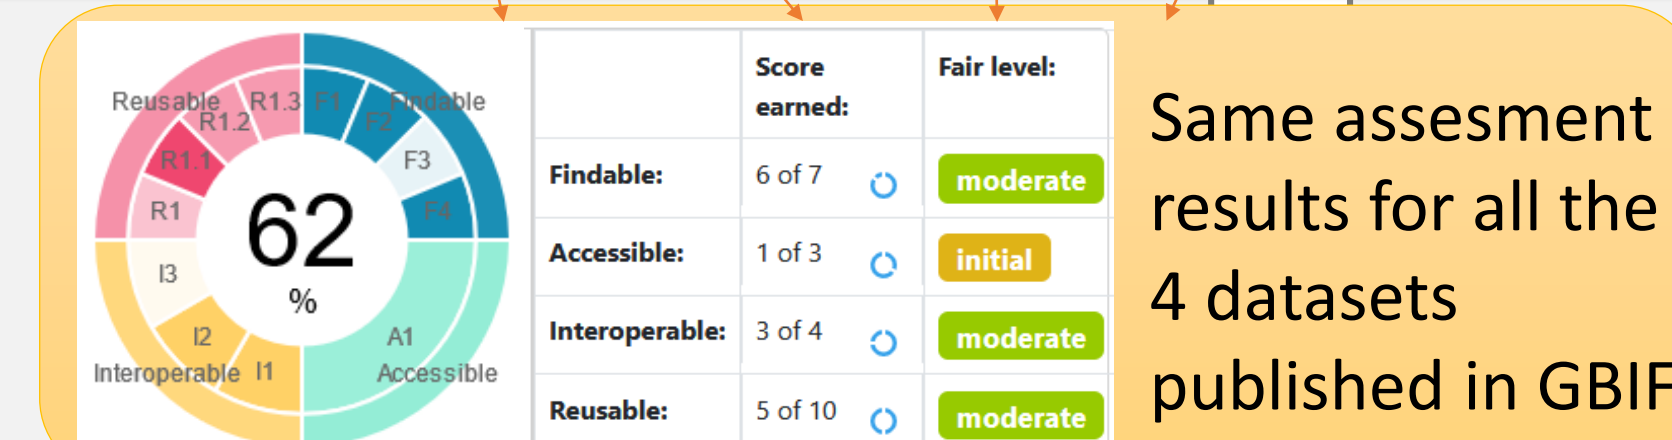 Reusable R1.3 F1 Findable
R1.2 F2
R1.1 F3
R1 F4
62
%
I3
I2 A1
Interoperable I1 Accessible
Score earned: Fair level:
Findable: 6 of 7 moderate
Accessible: 1 of 3 initial
Interoperable: 3 of 4 moderate
Reusable: 5 of 10 moderate
Same assesment
results for all the
4 datasets
published in GBIF